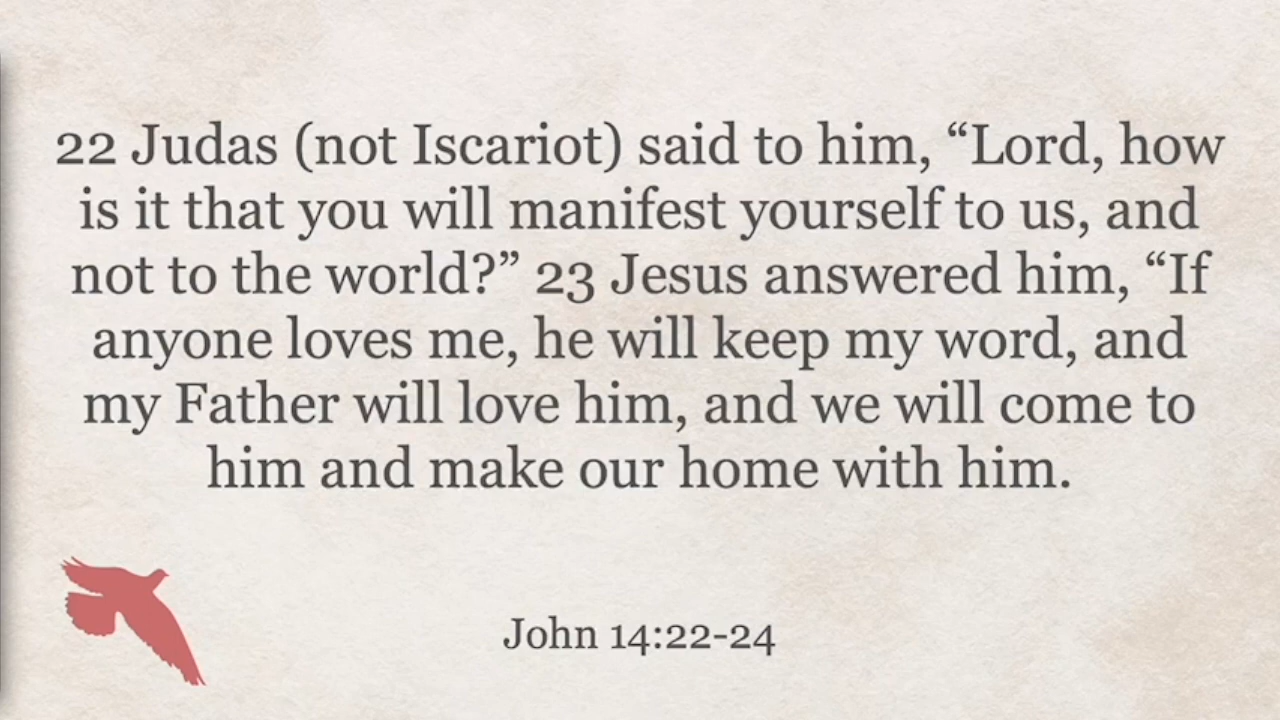 22 Judas (not Iscariot) said to him, “Lord, how
is it that you will manifest yourself to us, and
not to the world?” 23 Jesus answered him, “If
anyone loves me, he will keep my word, and
my Father will love him, and we will come to
him and make our home with him.
John 14:22-24